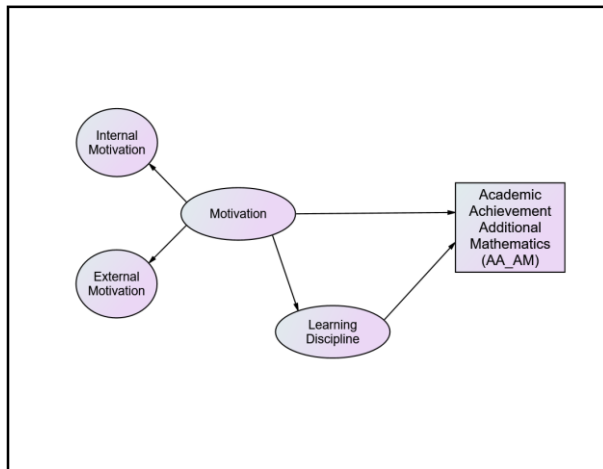 Internal
Motivation
Motivation
External
Motivation
Learning
Discipline
Academic
Achievement
Additional
Mathematics
(AA_AM)